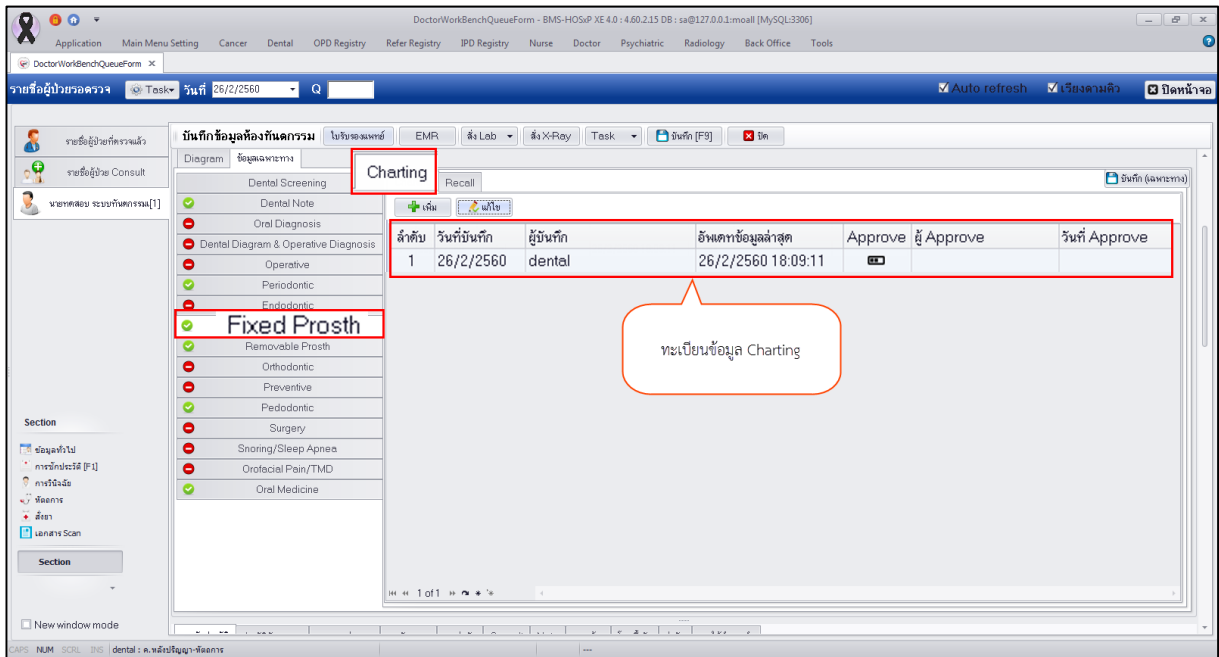 DoctorWorkBenchQueueForm - BMS-HOSxP XE 4.0 : 4.60.2.15 DB : sa@127.0.0.1:moall [MySQL:3306]
Application Main Menu Setting Cancer Dental OPD Registry Refer Registry IPD Registry Nurse Doctor Psychiatric Radiology Back Office Tools
DoctorWorkBenchQueueForm
รายชื่อผู้ป่วยรอตรวจ Task วันที่ 26/2/2560 Q Auto refresh เรียงตามคิว ปิดหน้าจอ
รายชื่อผู้ป่วยที่ตรวจแล้ว
รายชื่อผู้ป่วย Consult
นายทดสอบ ระบบทันตกรรม[1]
บันทึกข้อมูลห้องทันตกรรม ใบรับรองแพทย์ EMR สั่ง Lab สั่ง X-Ray Task บันทึก [F9] ปิด
Diagram ข้อมูลเฉพาะทาง
Charting Recall บันทึก (เฉพาะทาง)
Dental Screening
Dental Note
Oral Diagnosis
Dental Diagram & Operative Diagnosis
Operative
Periodontic
Endodontic
Fixed Prosth
Removable Prosth
Orthodontic
Preventive
Pedodontic
Surgery
Snoring/Sleep Apnea
Orofacial Pain/TMD
Oral Medicine
เพิ่ม แก้ไข
ลำดับ วันที่บันทึก ผู้บันทึก อัพเดทข้อมูลล่าสุด Approve ผู้ Approve วันที่ Approve
1 26/2/2560 dental 26/2/2560 18:09:11
ทะเบียนข้อมูล Charting
Section
ข้อมูลทั่วไป
การซักประวัติ [F1]
การวินิจฉัย
หัตถการ
สั่งยา
เอกสาร Scan
Section
1 of 1
New window mode
CAPS NUM SCRL INS dental : ค.หลังปริญญา-หัตถการ